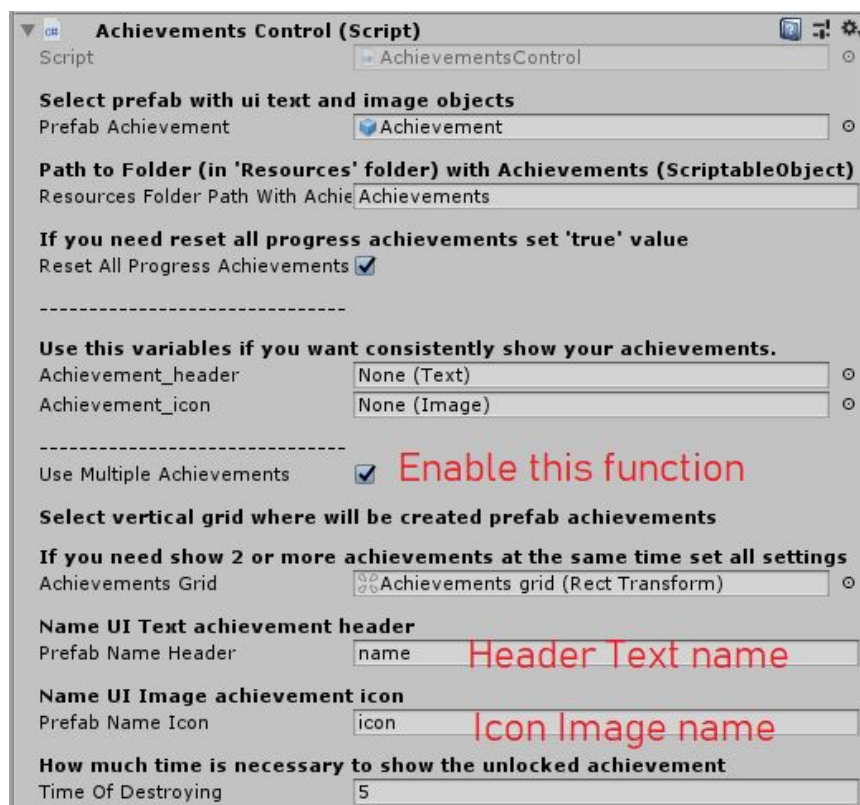 c# Achievements Control (Script)
Script AchievementsControl
Select prefab with ui text and image objects
Prefab Achievement Achievement
Path to Folder (in 'Resources' folder) with Achievements (ScriptableObject)
Resources Folder Path With Achie Achievements
If you need reset all progress achievements set 'true' value
Reset All Progress Achievements
-------------------------------
Use this variables if you want consistently show your achievements.
Achievement_header None (Text)
Achievement_icon None (Image)
-------------------------------
Use Multiple Achievements Enable this function
Select vertical grid where will be created prefab achievements
If you need show 2 or more achievements at the same time set all settings
Achievements Grid Achievements grid (Rect Transform)
Name UI Text achievement header
Prefab Name Header name Header Text name
Name UI Image achievement icon
Prefab Name Icon icon Icon Image name
How much time is necessary to show the unlocked achievement
Time Of Destroying 5